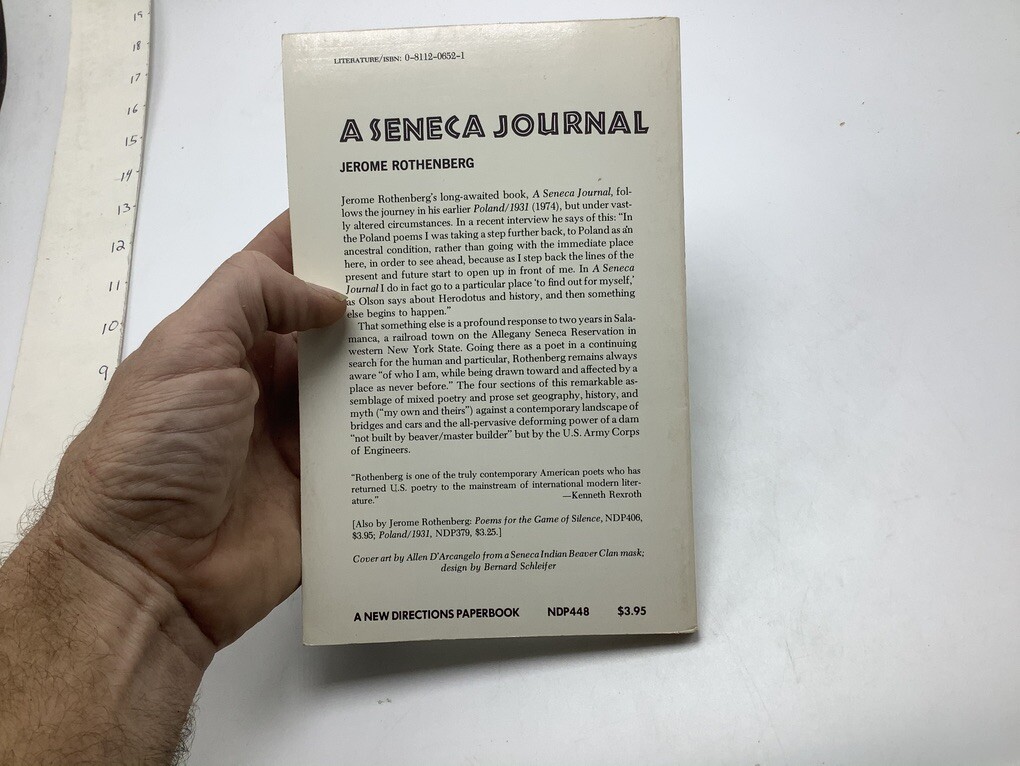 19
18
17
16
15
14
13
12
11
10
9
LITERATURE/ISBN: 0-8112-0652-1
A SENECA JOURNAL
JEROME ROTHENBERG
Jerome Rothenberg's long-awaited book, A Seneca Journal, fol-
lows the journey in his earlier Poland/1931 (1974), but under vast-
ly altered circumstances. In a recent interview he says of this: "In
the Poland poems I was taking a step further back, to Poland as an
ancestral condition, rather than going with the immediate place
here, in order to see ahead, because as I step back the lines of the
present and future start to open up in front of me. In A Seneca
Journal I do in fact go to a particular place 'to find out for myself,'
as Olson says about Herodotus and history, and then something
else begins to happen."
That something else is a profound response to two years in Sala-
manca, a railroad town on the Allegany Seneca Reservation in
western New York State. Going there as a poet in a continuing
search for the human and particular, Rothenberg remains always
aware "of who I am, while being drawn toward and affected by a
place as never before." The four sections of this remarkable as-
semblage of mixed poetry and prose set geography, history, and
myth ("my own and theirs") against a contemporary landscape of
bridges and cars and the all-pervasive deforming power of a dam
"not built by beaver/master builder" but by the U.S. Army Corps
of Engineers.
"Rothenberg is one of the truly contemporary American poets who has
returned U.S. poetry to the mainstream of international modern liter-
ature." —Kenneth Rexroth
[Also by Jerome Rothenberg: Poems for the Game of Silence, NDP406,
$3.95; Poland/1931, NDP379, $3.25.]
Cover art by Allen D'Arcangelo from a Seneca Indian Beaver Clan mask;
design by Bernard Schleifer
A NEW DIRECTIONS PAPERBOOK NDP448 $3.95